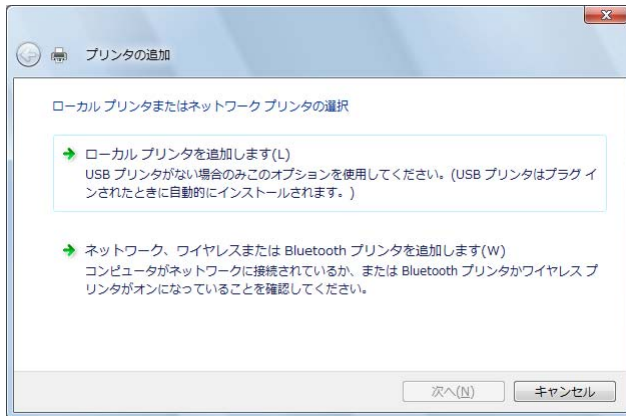 プリンタの追加
ローカル プリンタまたはネットワーク プリンタの選択
ローカル プリンタを追加します(L)
USB プリンタがない場合のみこのオプションを使用してください。(USB プリンタはプラグ イ
ンされたときに自動的にインストールされます。)
ネットワーク、ワイヤレスまたは Bluetooth プリンタを追加します(W)
コンピュータがネットワークに接続されているか、または Bluetooth プリンタかワイヤレス プ
リンタがオンになっていることを確認してください。
次へ(N) キャンセル